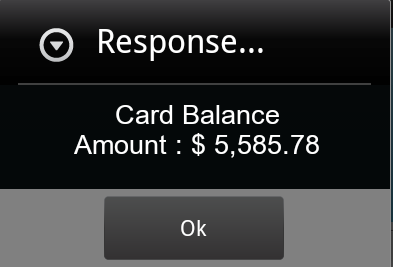 Response...
Card Balance
Amount : $ 5,585.78
Ok